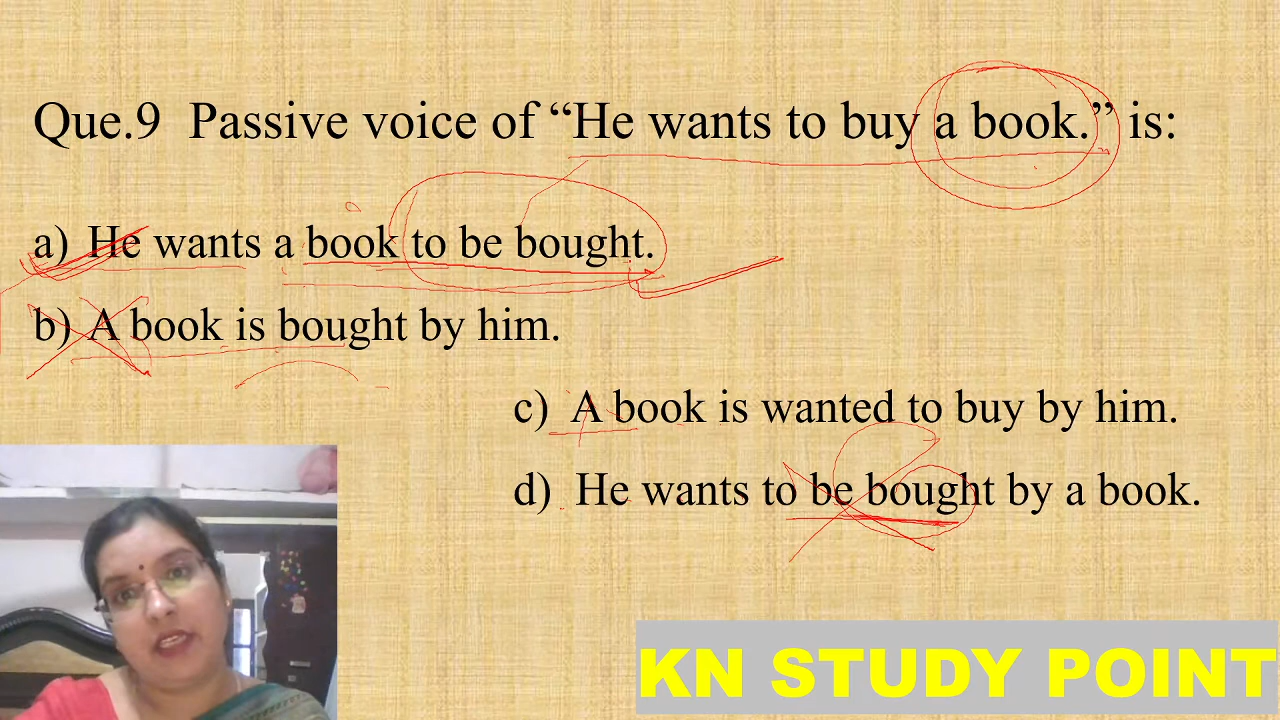 Que.9 Passive voice of “He wants to buy a book.” is:
a) He wants a book to be bought.
b) A book is bought by him.
c) A book is wanted to buy by him.
d) He wants to be bought by a book.
KN STUDY POINT